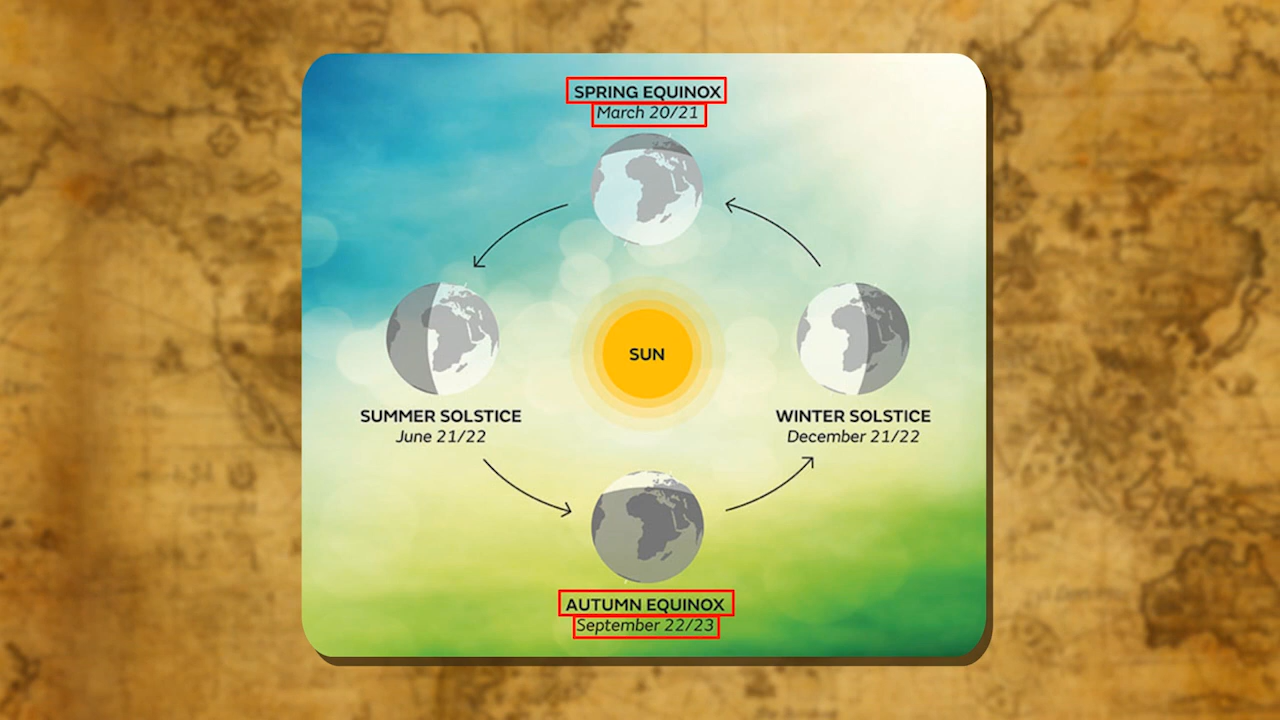 SPRING EQUINOX
March 20/21
SUN
SUMMER SOLSTICE
June 21/22
WINTER SOLSTICE
December 21/22
AUTUMN EQUINOX
September 22/23